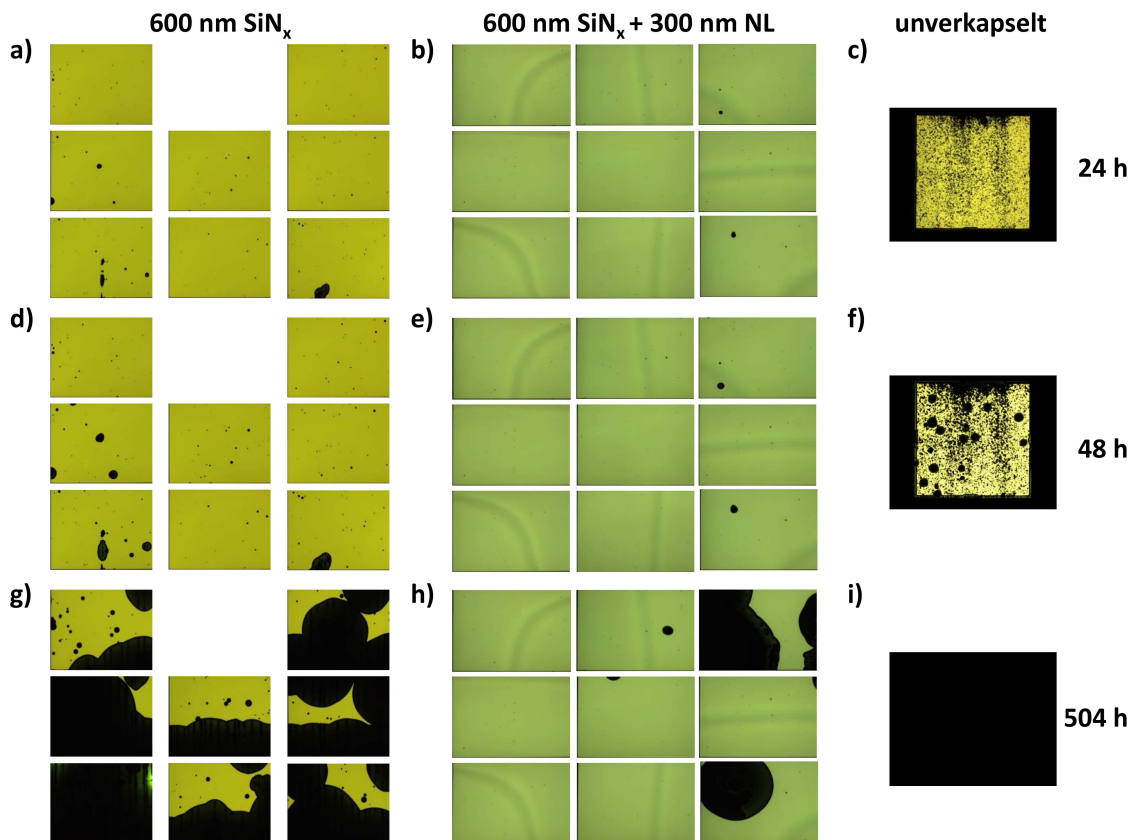 600 nm SiNx
600 nm SiNx + 300 nm NL
unverkapselt
a)
b)
c)
24 h
d)
e)
f)
48 h
g)
h)
i)
504 h